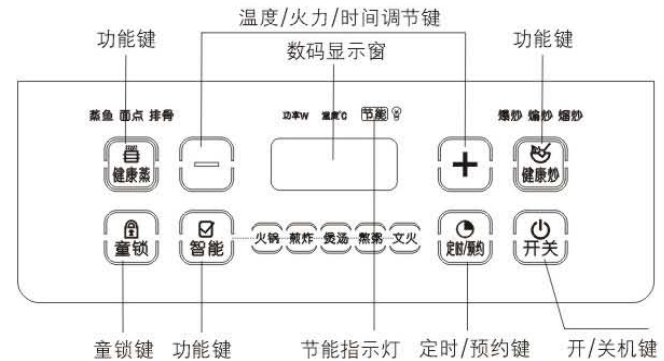 温度/火力/时间调节键
功能键
数码显示窗
功能键
蒸鱼 面点 排骨
功率W 温度℃ 节能
爆炒 煸炒 熘炒
健康蒸
健康炒
童锁
智能
火锅 煎炸 煲汤 熬粥 文火
定时/预约
开关
童锁键
功能键
节能指示灯
定时/预约键
开/关机键